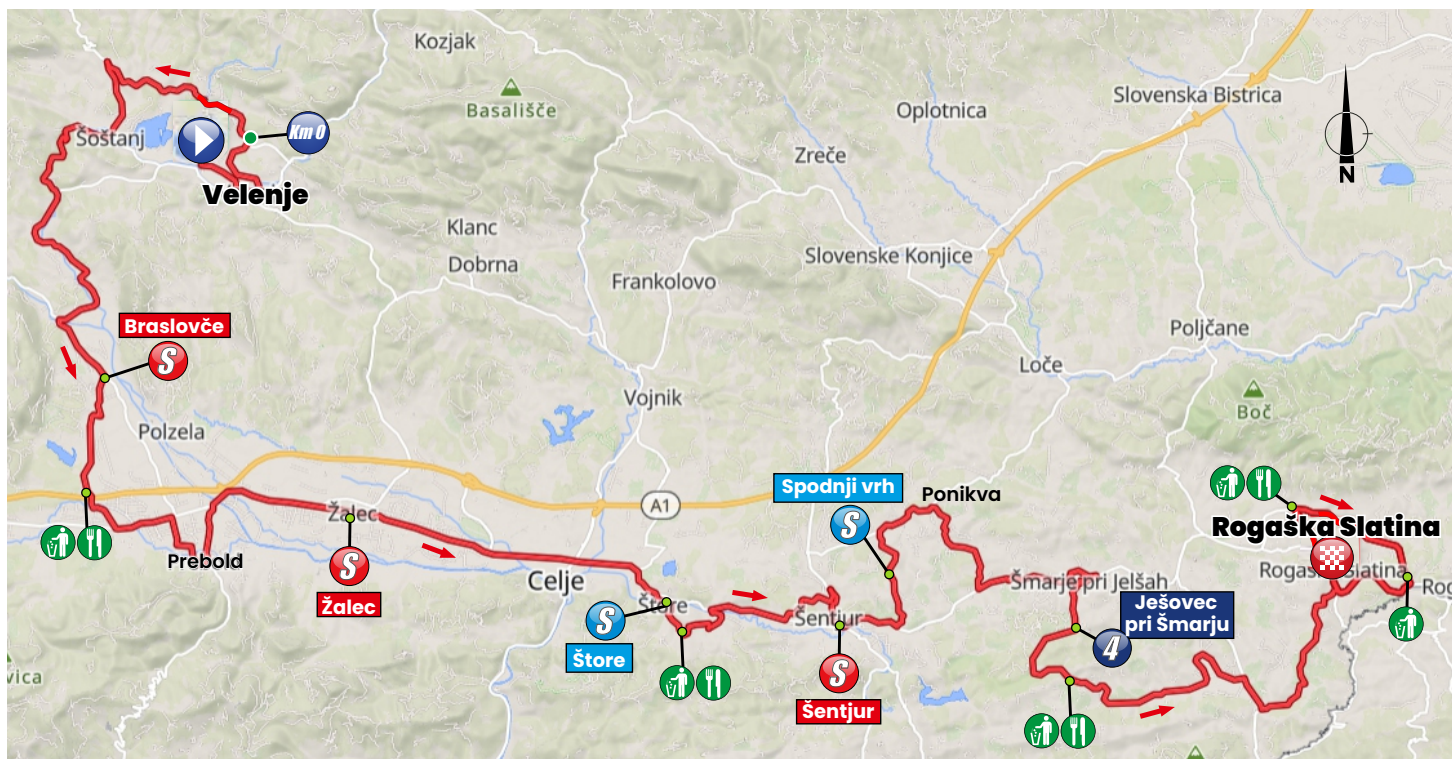 Kozjak
Basališče
Oplotnica
Slovenska Bistrica
Šoštanj
Km 0
Zreče
N
Velenje
Klanc
Dobrna
Slovenske Konjice
Frankolovo
Braslovče
S
Poljčane
Loče
Vojnik
Boč
Polzela
Spodnji vrh
S
Ponikva
A1
Žalec
Rogaška Slatina
Prebold
S
Žalec
Celje
Štore
S
Štore
Šentjur
S
Šentjur
Šmarje pri Jelšah
Ješovec
pri Šmarju
4
Rogaška Slatina
Rog
vica